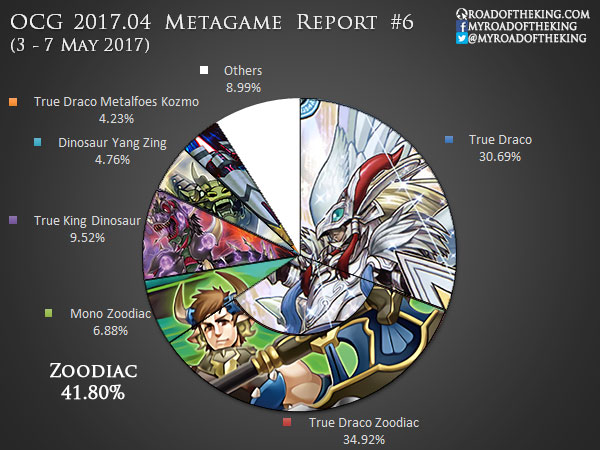 OCG 2017.04 Metagame Report #6
(3 - 7 May 2017)
ROADOFTHEKING.COM
f MYROADOFTHEKING
@MYROADOFTHEKING
Others
8.99%
True Draco Metalfoes Kozmo
4.23%
Dinosaur Yang Zing
4.76%
True Draco
30.69%
True King Dinosaur
9.52%
Mono Zoodiac
6.88%
Zoodiac
41.80%
True Draco Zoodiac
34.92%